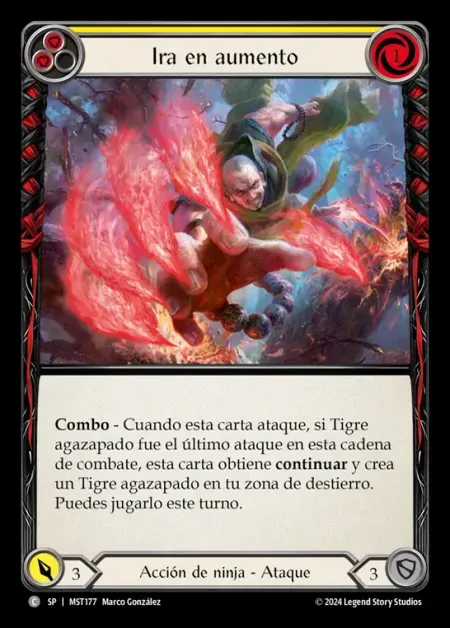 Ira en aumento
1
Combo - Cuando esta carta ataque, si Tigre
agazapado fue el último ataque en esta cadena
de combate, esta carta obtiene continuar y crea
un Tigre agazapado en tu zona de destierro.
Puedes jugarlo este turno.
3
Acción de ninja - Ataque
3
C SP | MST177 Marco González
© 2024 Legend Story Studios